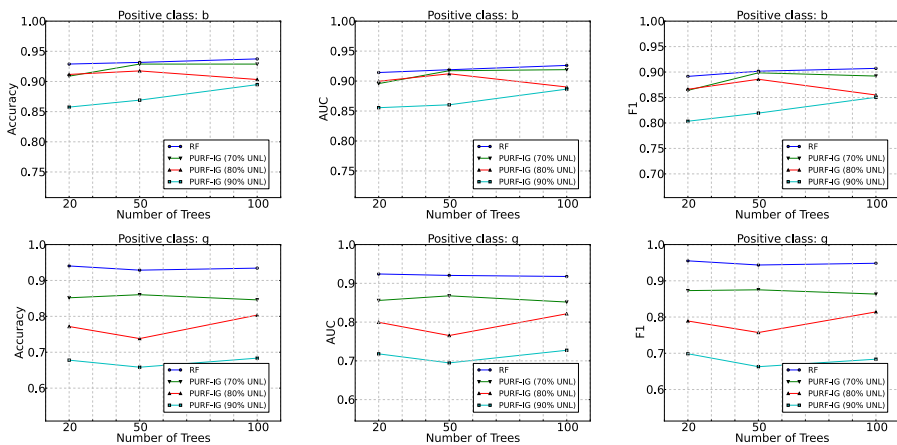 Positive class: b
1.00
0.95
0.90
0.85
0.80
0.75
Accuracy
RF
PURF-IG (70% UNL)
PURF-IG (80% UNL)
PURF-IG (90% UNL)
20 50 100
Number of Trees
Positive class: b
1.00
0.95
0.90
0.85
0.80
0.75
AUC
RF
PURF-IG (70% UNL)
PURF-IG (80% UNL)
PURF-IG (90% UNL)
20 50 100
Number of Trees
Positive class: b
1.00
0.95
0.90
0.85
0.80
0.75
0.70
F1
RF
PURF-IG (70% UNL)
PURF-IG (80% UNL)
PURF-IG (90% UNL)
20 50 100
Number of Trees
Positive class: g
1.0
0.9
0.8
0.7
0.6
Accuracy
RF
PURF-IG (70% UNL)
PURF-IG (80% UNL)
PURF-IG (90% UNL)
20 50 100
Number of Trees
Positive class: g
1.0
0.9
0.8
0.7
0.6
AUC
RF
PURF-IG (70% UNL)
PURF-IG (80% UNL)
PURF-IG (90% UNL)
20 50 100
Number of Trees
Positive class: g
1.0
0.9
0.8
0.7
0.6
F1
RF
PURF-IG (70% UNL)
PURF-IG (80% UNL)
PURF-IG (90% UNL)
20 50 100
Number of Trees